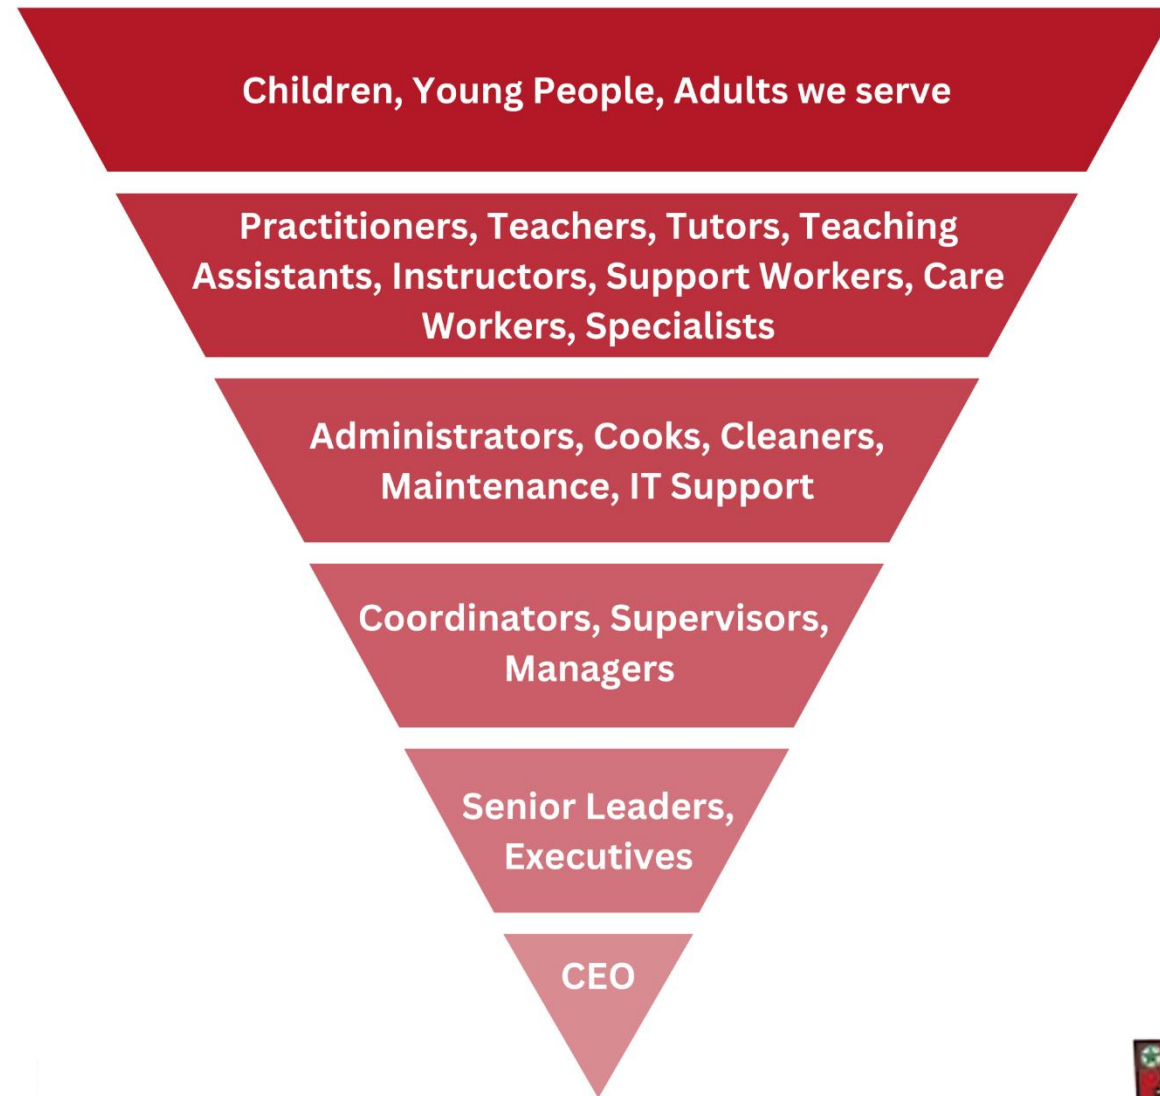 Children, Young People, Adults we serve
Practitioners, Teachers, Tutors, Teaching
Assistants, Instructors, Support Workers, Care
Workers, Specialists
Administrators, Cooks, Cleaners,
Maintenance, IT Support
Coordinators, Supervisors,
Managers
Senior Leaders,
Executives
CEO